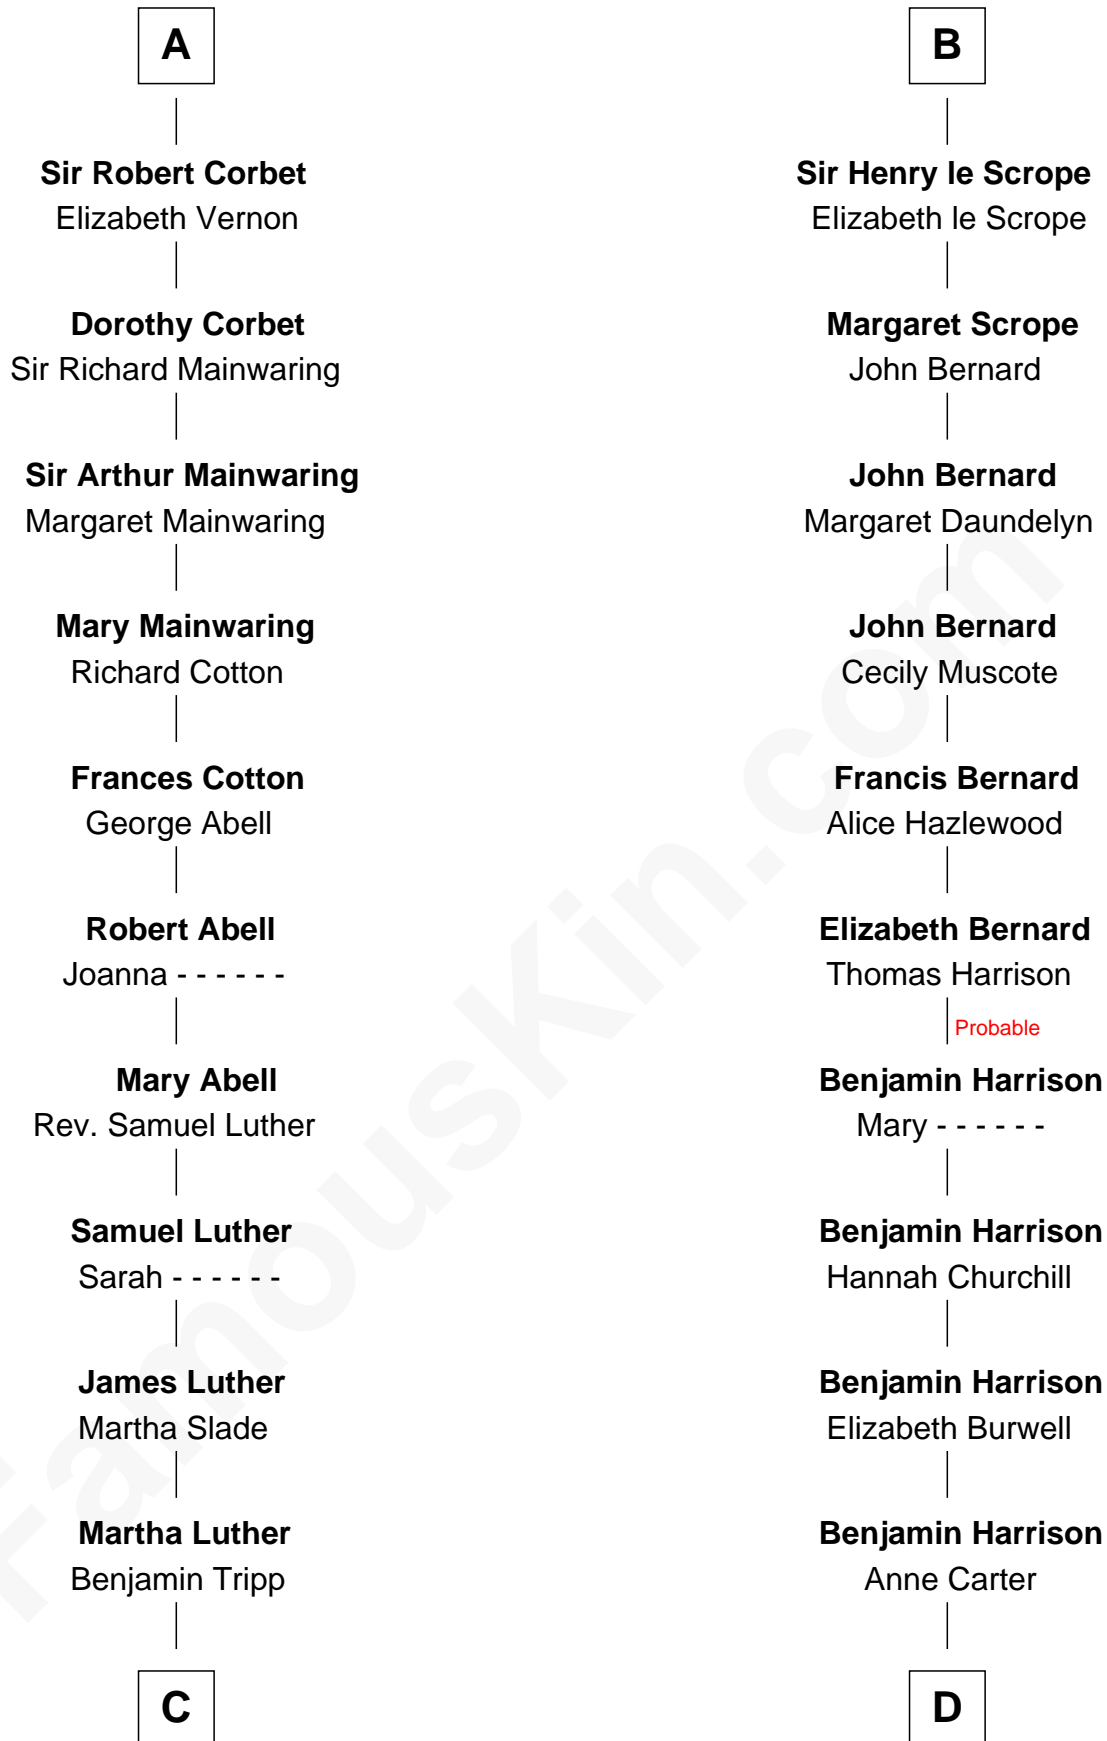 A
Sir Robert Corbet
Elizabeth Vernon
Dorothy Corbet
Sir Richard Mainwaring
Sir Arthur Mainwaring
Margaret Mainwaring
Mary Mainwaring
Richard Cotton
Frances Cotton
George Abell
Robert Abell
Joanna - - - - - -
Mary Abell
Rev. Samuel Luther
Samuel Luther
Sarah - - - - - -
James Luther
Martha Slade
Martha Luther
Benjamin Tripp
C
B
Sir Henry le Scrope
Elizabeth le Scrope
Margaret Scrope
John Bernard
John Bernard
Margaret Daundelyn
John Bernard
Cecily Muscote
Francis Bernard
Alice Hazlewood
Elizabeth Bernard
Thomas Harrison
Probable
Benjamin Harrison
Mary - - - - - -
Benjamin Harrison
Hannah Churchill
Benjamin Harrison
Elizabeth Burwell
Benjamin Harrison
Anne Carter
D
FamousKin.com